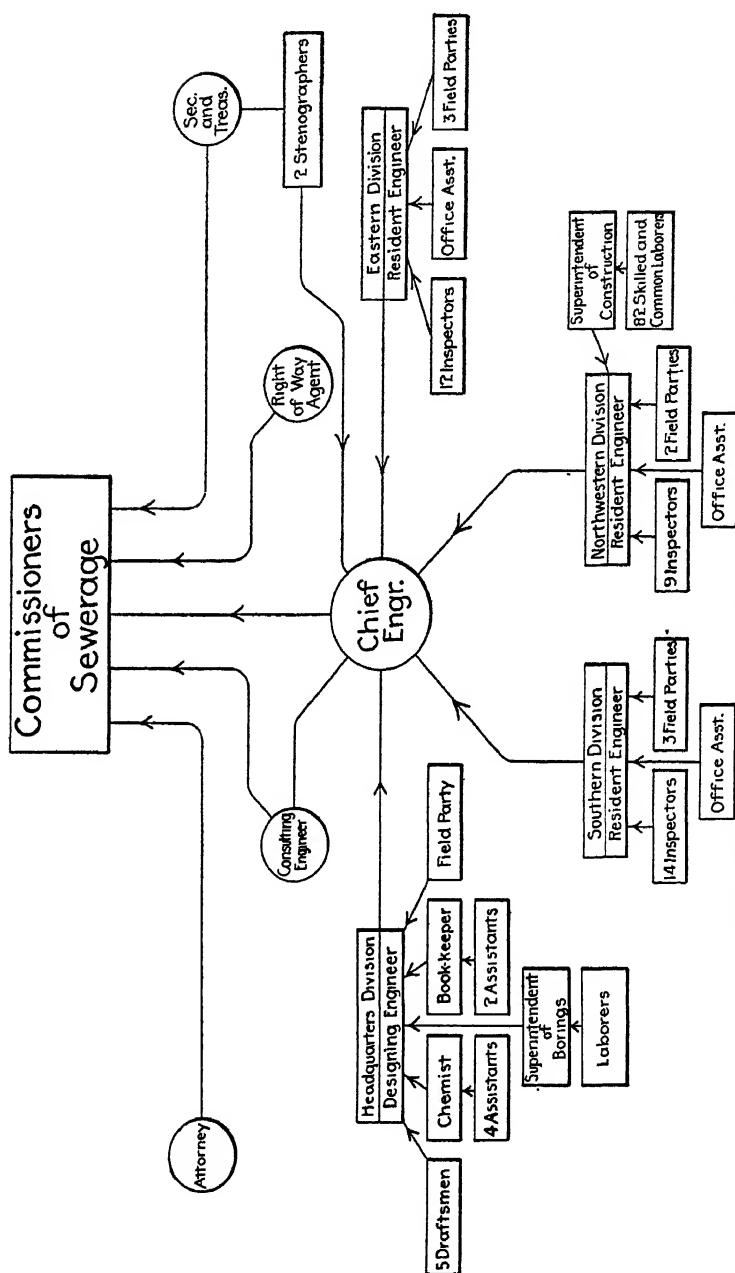 Commissioners
of
Sewerage
Attorney
Consulting
Engineer
Right
of Way
Agent
Sec.
and
Treas.
2 Stenographers
Chief
Engr.
Headquarters Division
Designing Engineer
5 Draftsmen
Chemist
4 Assistants
Superintendent
of
Borings
Laborers
Book-keeper
2 Assistants
Field Party
Southern Division
Resident Engineer
14 Inspectors
Office Asst.
3 Field Parties
Northwestern Division
Resident Engineer
9 Inspectors
Office Asst.
2 Field Parties
Superintendent
of
Construction
82 Skilled and
Common Laborers
Eastern Division
Resident Engineer
12 Inspectors
Office Asst.
3 Field Parties